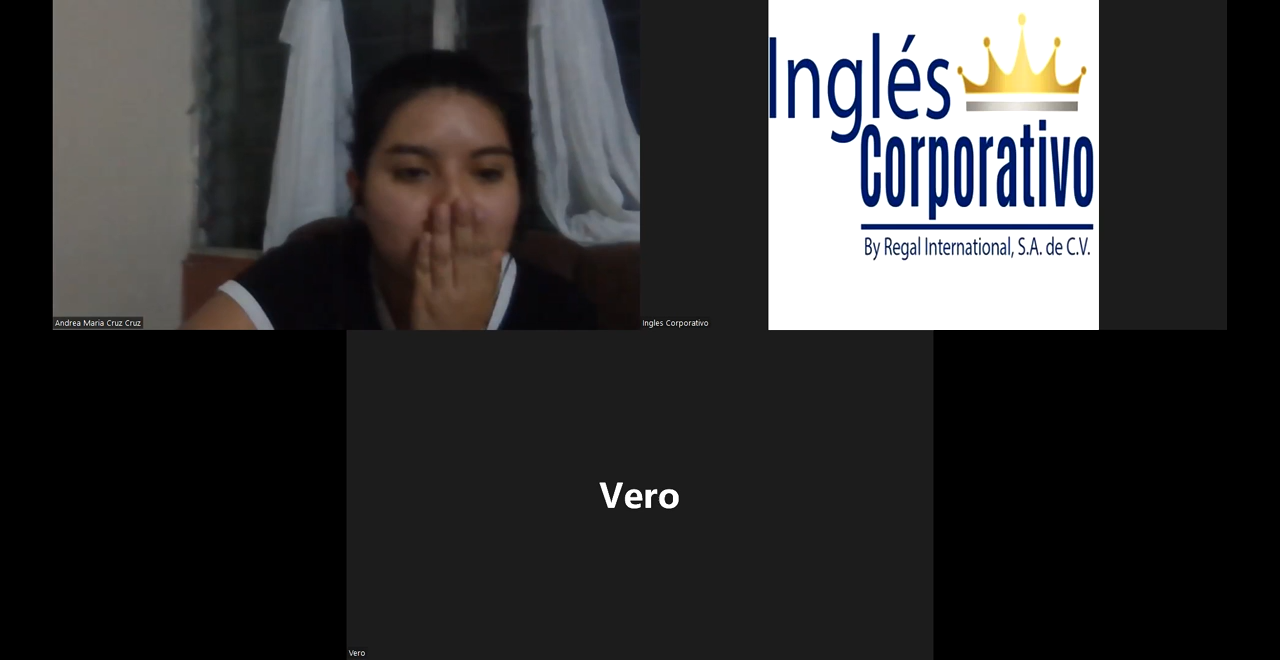 Inglés
Corporativo
By Regal International, S.A. de C.V.
Andrea Maria Cruz Cruz
Ingles Corporativo
Vero
Vero